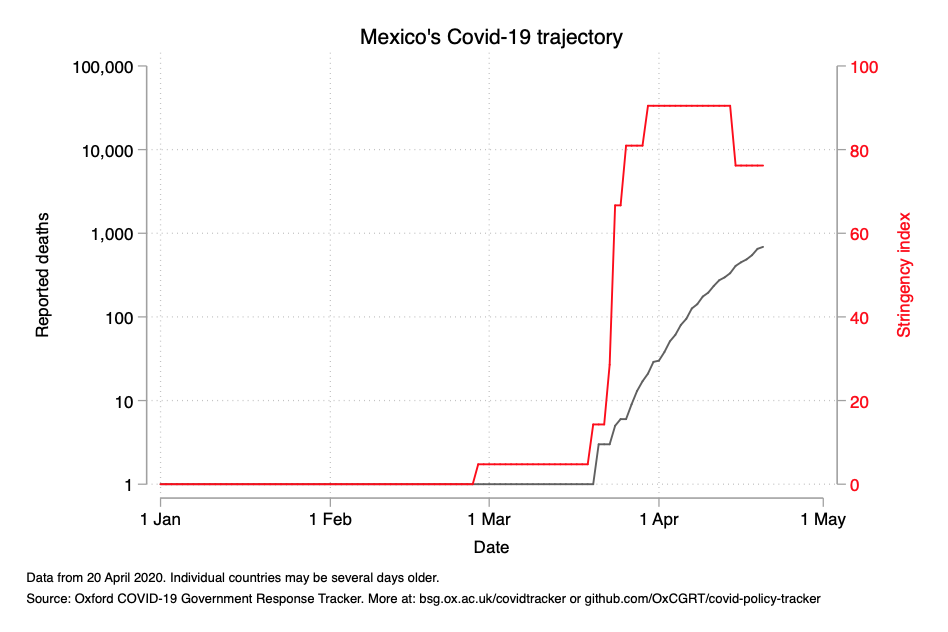 Mexico's Covid-19 trajectory
100,000
10,000
1,000
100
10
1
Reported deaths
100
80
60
40
20
0
Stringency index
1 Jan
1 Feb
1 Mar
1 Apr
1 May
Date
Data from 20 April 2020. Individual countries may be several days older.
Source: Oxford COVID-19 Government Response Tracker. More at: bsg.ox.ac.uk/covidtracker or github.com/OxCGRT/covid-policy-tracker